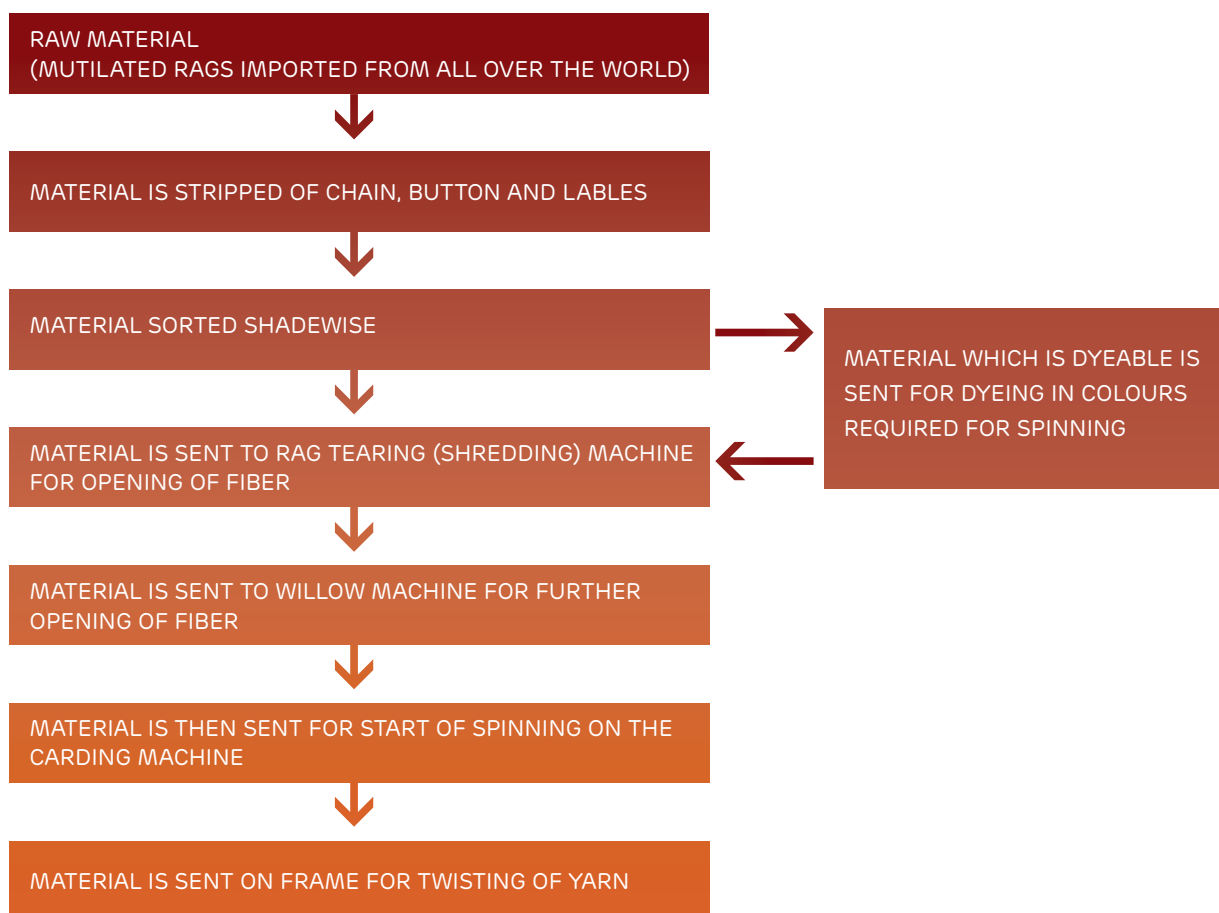 RAW MATERIAL
(MUTILATED RAGS IMPORTED FROM ALL OVER THE WORLD)
MATERIAL IS STRIPPED OF CHAIN, BUTTON AND LABLES
MATERIAL SORTED SHADEWISE
MATERIAL WHICH IS DYEABLE IS
SENT FOR DYEING IN COLOURS
REQUIRED FOR SPINNING
MATERIAL IS SENT TO RAG TEARING (SHREDDING) MACHINE
FOR OPENING OF FIBER
MATERIAL IS SENT TO WILLOW MACHINE FOR FURTHER
OPENING OF FIBER
MATERIAL IS THEN SENT FOR START OF SPINNING ON THE
CARDING MACHINE
MATERIAL IS SENT ON FRAME FOR TWISTING OF YARN